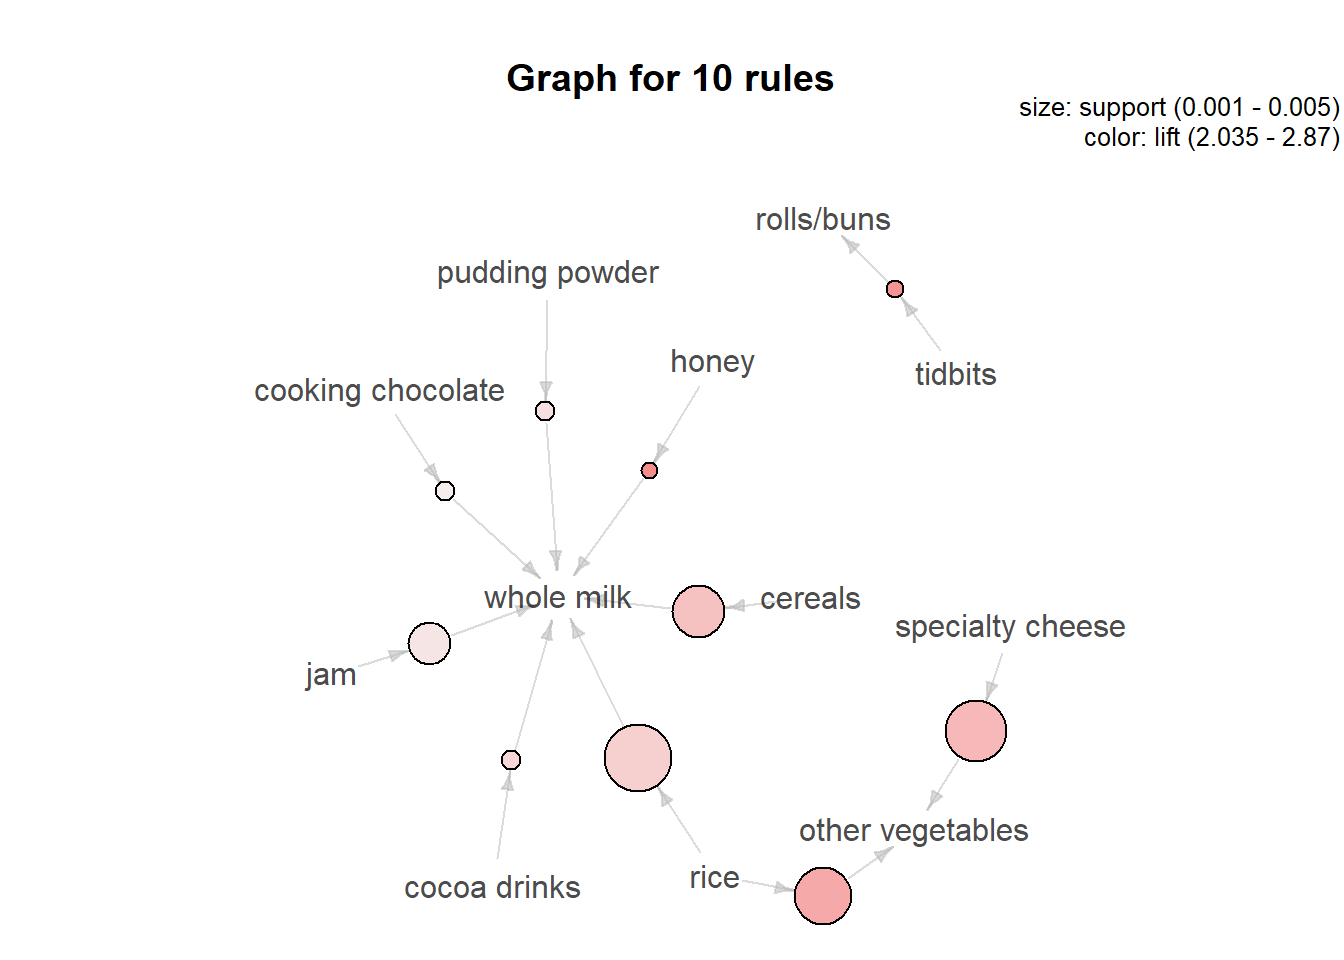 Graph for 10 rules
size: support (0.001 - 0.005)
color: lift (2.035 - 2.87)
rolls/buns
pudding powder
honey
tidbits
cooking chocolate
whole milk
cereals
specialty cheese
jam
other vegetables
rice
cocoa drinks